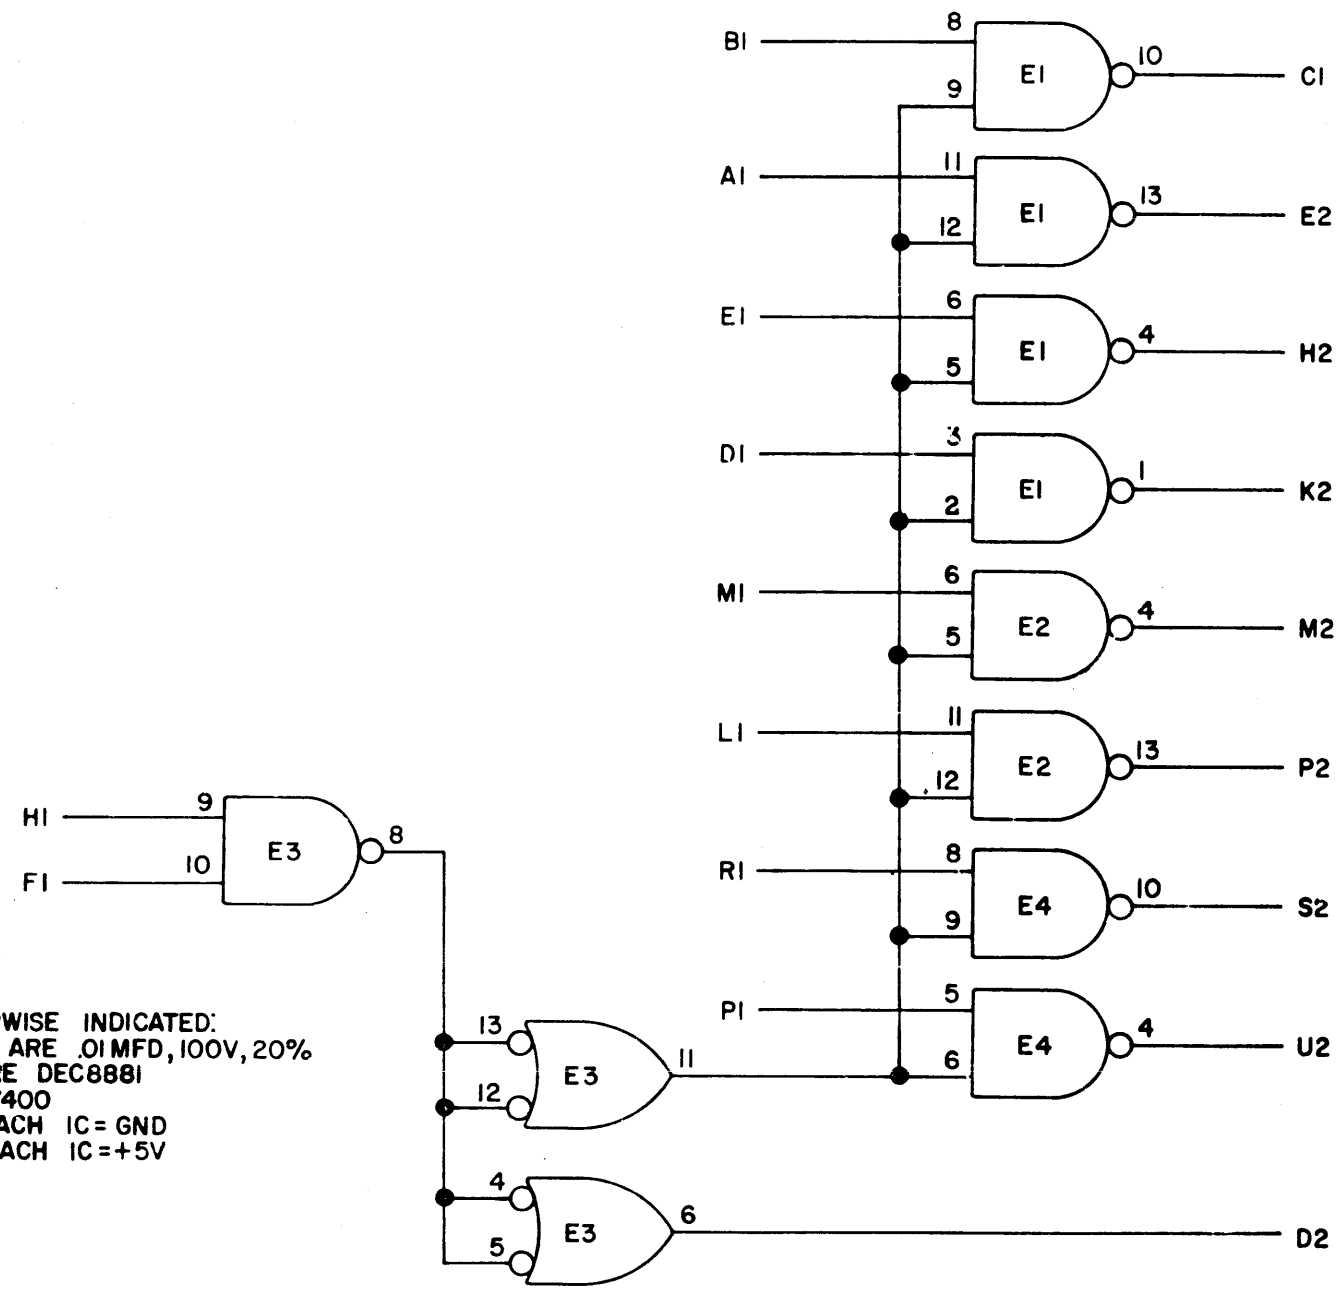 B1 8 10 C1
9 E1
A1 11 13 E2
12 E1
E1 6 4 H2
5 E1
D1 3 1 K2
2 E1
M1 6 4 M2
5 E2
L1 11 13 P2
12 E2
H1 9 8
F1 10 E3
R1 8 10 S2
9 E4
P1 5 4 U2
6 E4
13 11
12 E3
4 6 D2
5 E3
WISE INDICATED:
ARE .01MFD, 100V, 20%
E DEC8881
7400
ACH IC = GND
ACH IC = +5V